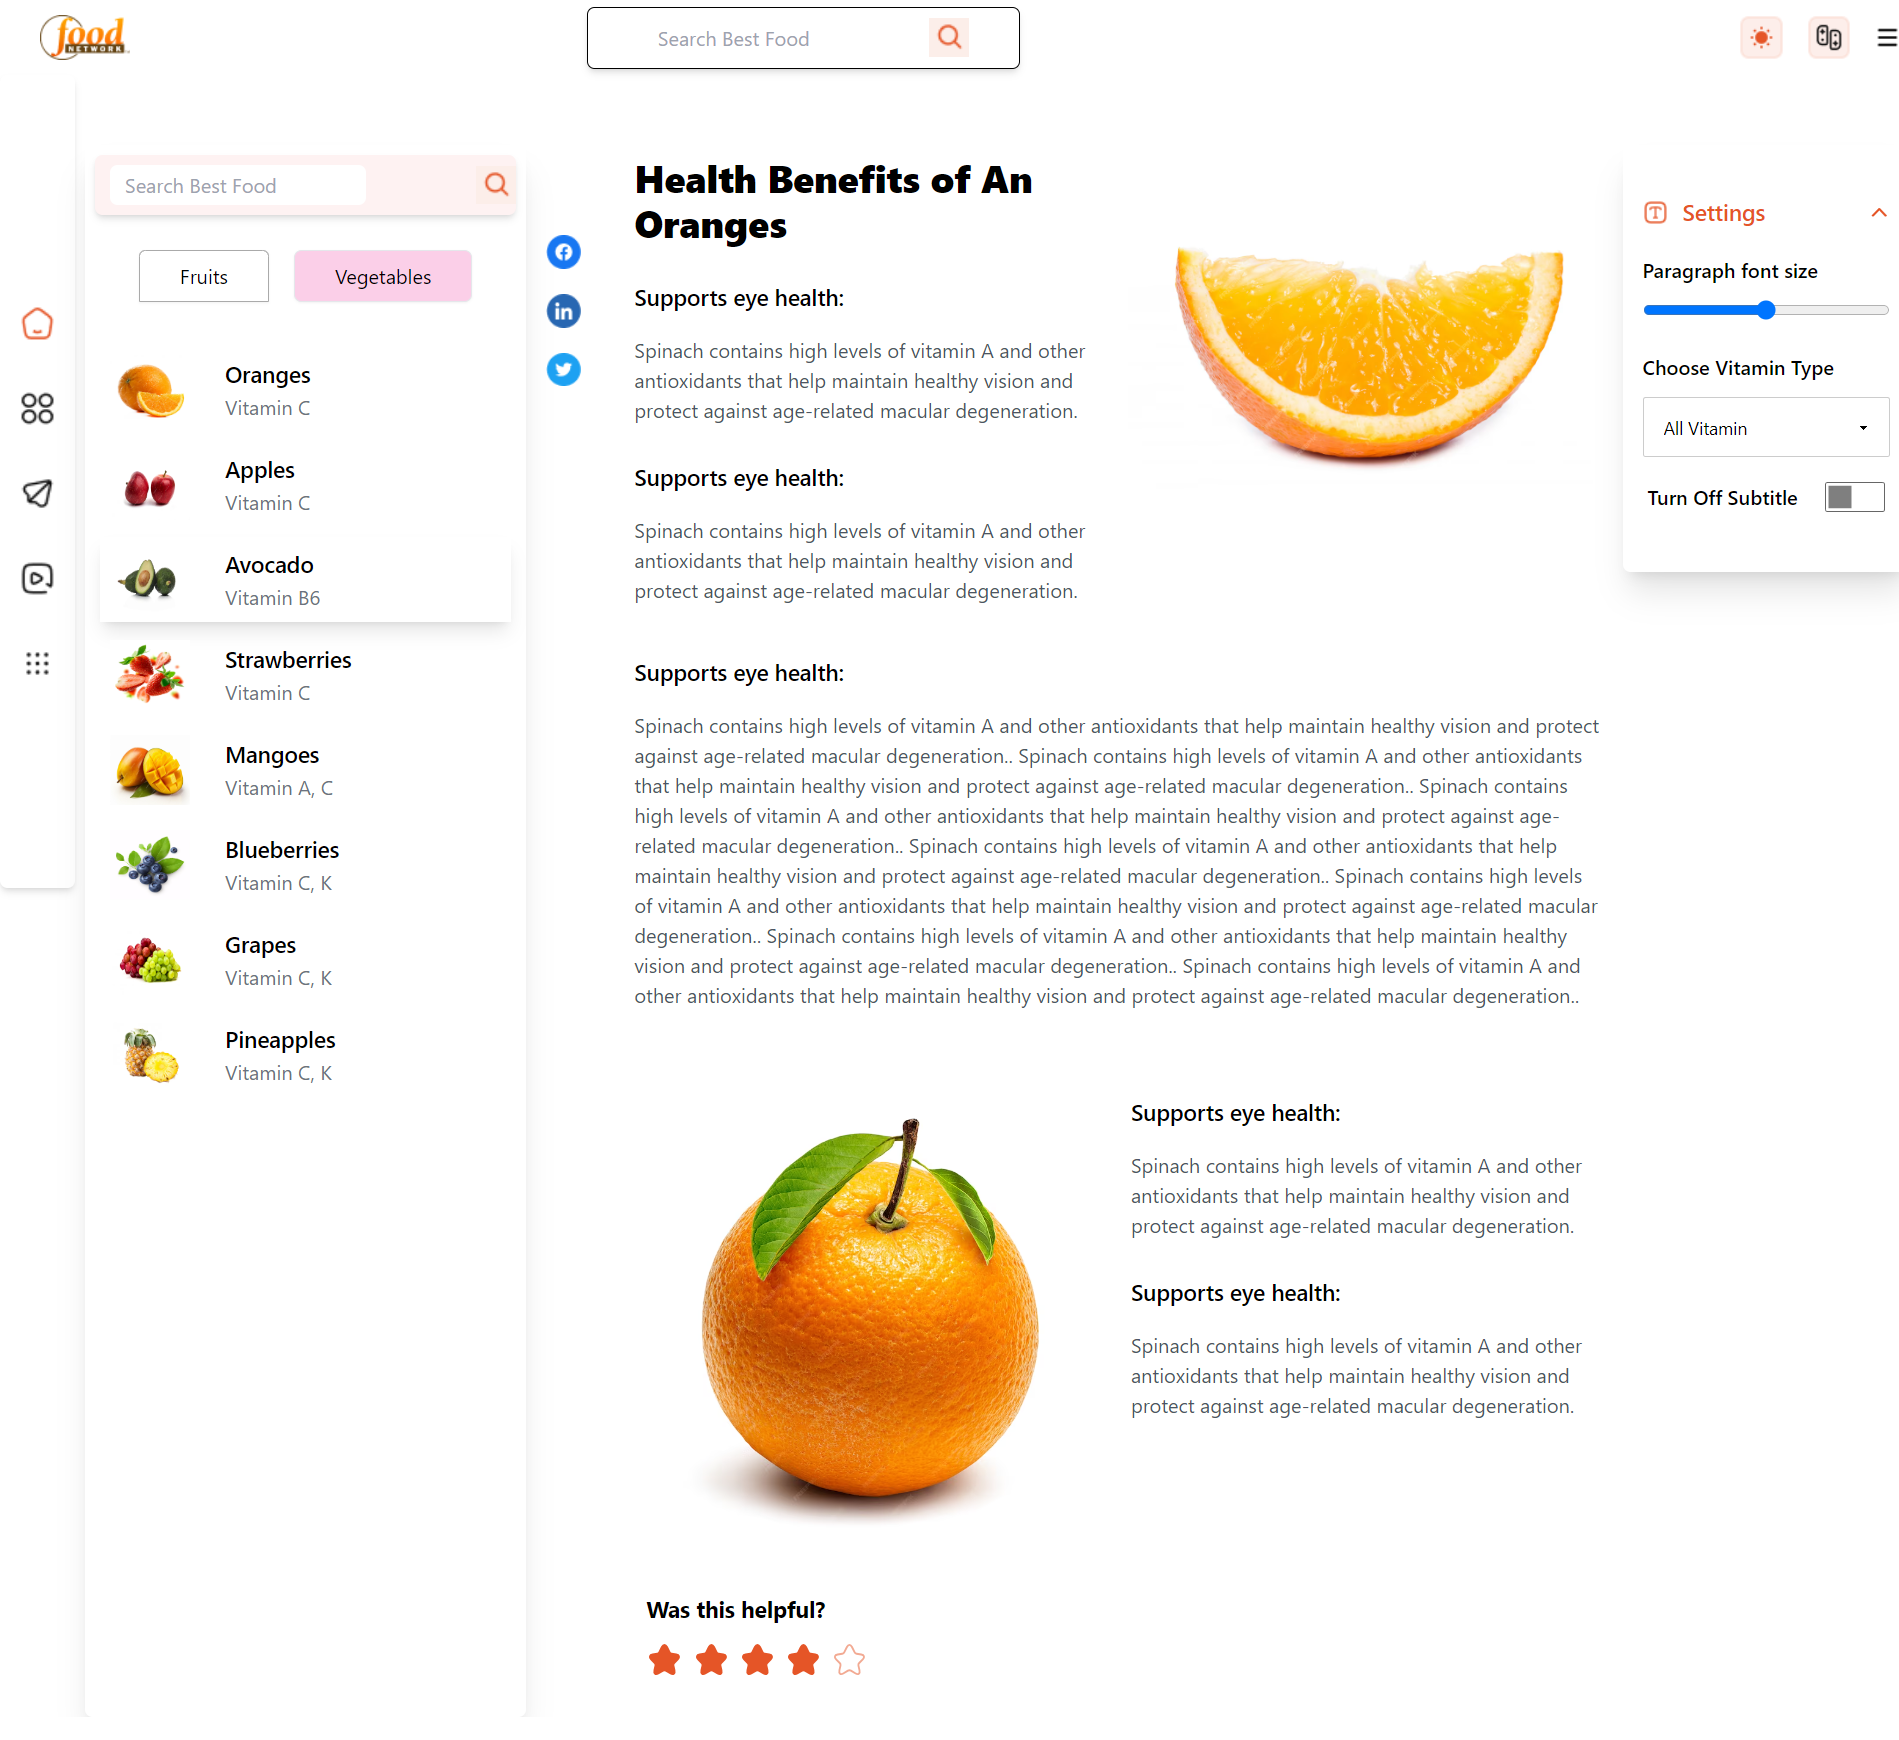 food
NETWORK
Search Best Food
Search Best Food
Fruits
Vegetables
Oranges
Vitamin C
Apples
Vitamin C
Avocado
Vitamin B6
Strawberries
Vitamin C
Mangoes
Vitamin A, C
Blueberries
Vitamin C, K
Grapes
Vitamin C, K
Pineapples
Vitamin C, K
Health Benefits of An
Oranges
Supports eye health:
Spinach contains high levels of vitamin A and other
antioxidants that help maintain healthy vision and
protect against age-related macular degeneration.
Supports eye health:
Spinach contains high levels of vitamin A and other
antioxidants that help maintain healthy vision and
protect against age-related macular degeneration.
Supports eye health:
Spinach contains high levels of vitamin A and other antioxidants that help maintain healthy vision and protect
against age-related macular degeneration.. Spinach contains high levels of vitamin A and other antioxidants
that help maintain healthy vision and protect against age-related macular degeneration.. Spinach contains
high levels of vitamin A and other antioxidants that help maintain healthy vision and protect against age-
related macular degeneration.. Spinach contains high levels of vitamin A and other antioxidants that help
maintain healthy vision and protect against age-related macular degeneration.. Spinach contains high levels
of vitamin A and other antioxidants that help maintain healthy vision and protect against age-related macular
degeneration.. Spinach contains high levels of vitamin A and other antioxidants that help maintain healthy
vision and protect against age-related macular degeneration.. Spinach contains high levels of vitamin A and
other antioxidants that help maintain healthy vision and protect against age-related macular degeneration..
Supports eye health:
Spinach contains high levels of vitamin A and other
antioxidants that help maintain healthy vision and
protect against age-related macular degeneration.
Supports eye health:
Spinach contains high levels of vitamin A and other
antioxidants that help maintain healthy vision and
protect against age-related macular degeneration.
Was this helpful?
Settings
Paragraph font size
Choose Vitamin Type
All Vitamin
Turn Off Subtitle